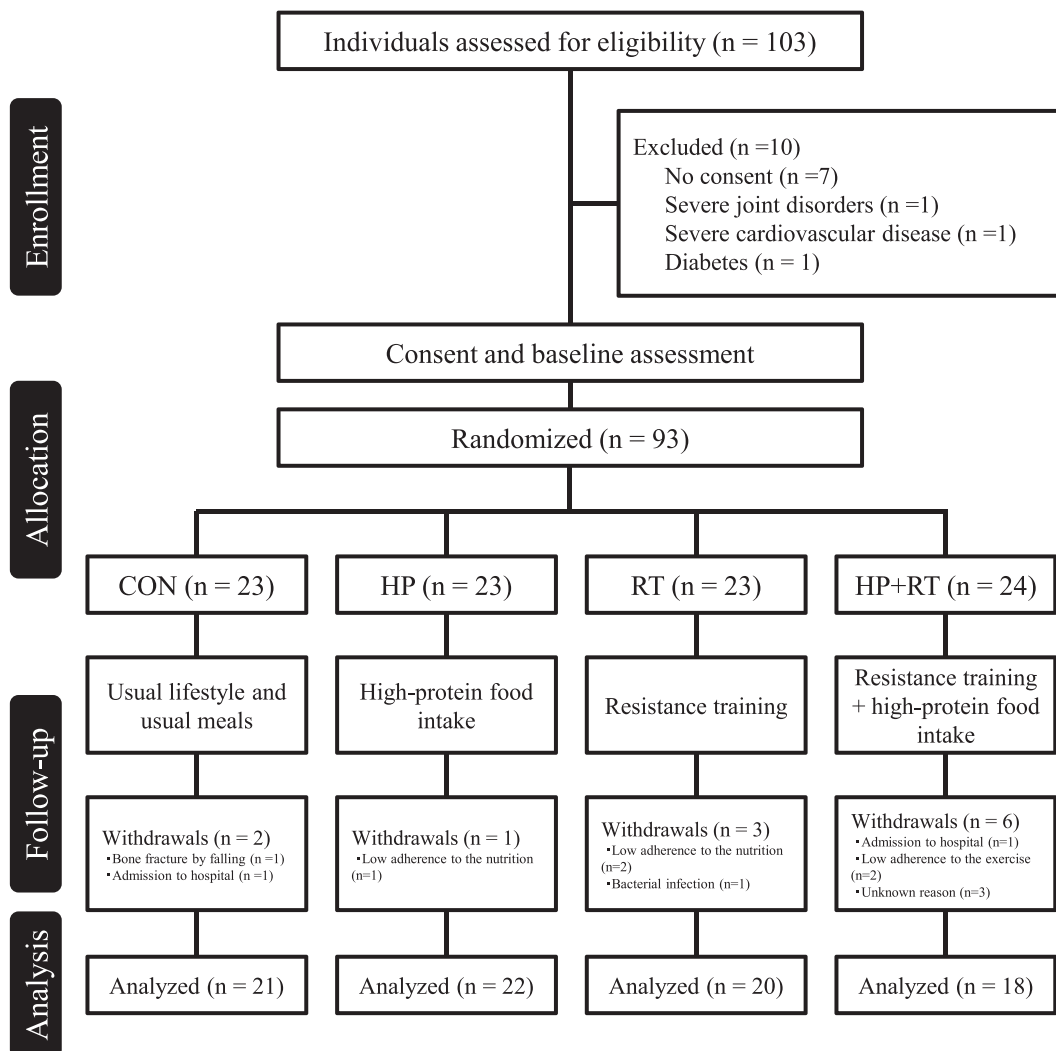 Individuals assessed for eligibility (n = 103)
Enrollment
Excluded (n =10)
No consent (n =7)
Severe joint disorders (n =1)
Severe cardiovascular disease (n =1)
Diabetes (n = 1)
Consent and baseline assessment
Allocation
Randomized (n = 93)
CON (n = 23)
HP (n = 23)
RT (n = 23)
HP+RT (n = 24)
Follow-up
Usual lifestyle and
usual meals
High-protein food
intake
Resistance training
Resistance training
+ high-protein food
intake
Withdrawals (n = 2)
▪Bone fracture by falling (n =1)
▪Admission to hospital (n =1)
Withdrawals (n = 1)
▪Low adherence to the nutrition
(n=1)
Withdrawals (n = 3)
▪Low adherence to the nutrition
(n=2)
▪Bacterial infection (n=1)
Withdrawals (n = 6)
▪Admission to hospital (n=1)
▪Low adherence to the exercise
(n=2)
▪Unknown reason (n=3)
Analysis
Analyzed (n = 21)
Analyzed (n = 22)
Analyzed (n = 20)
Analyzed (n = 18)